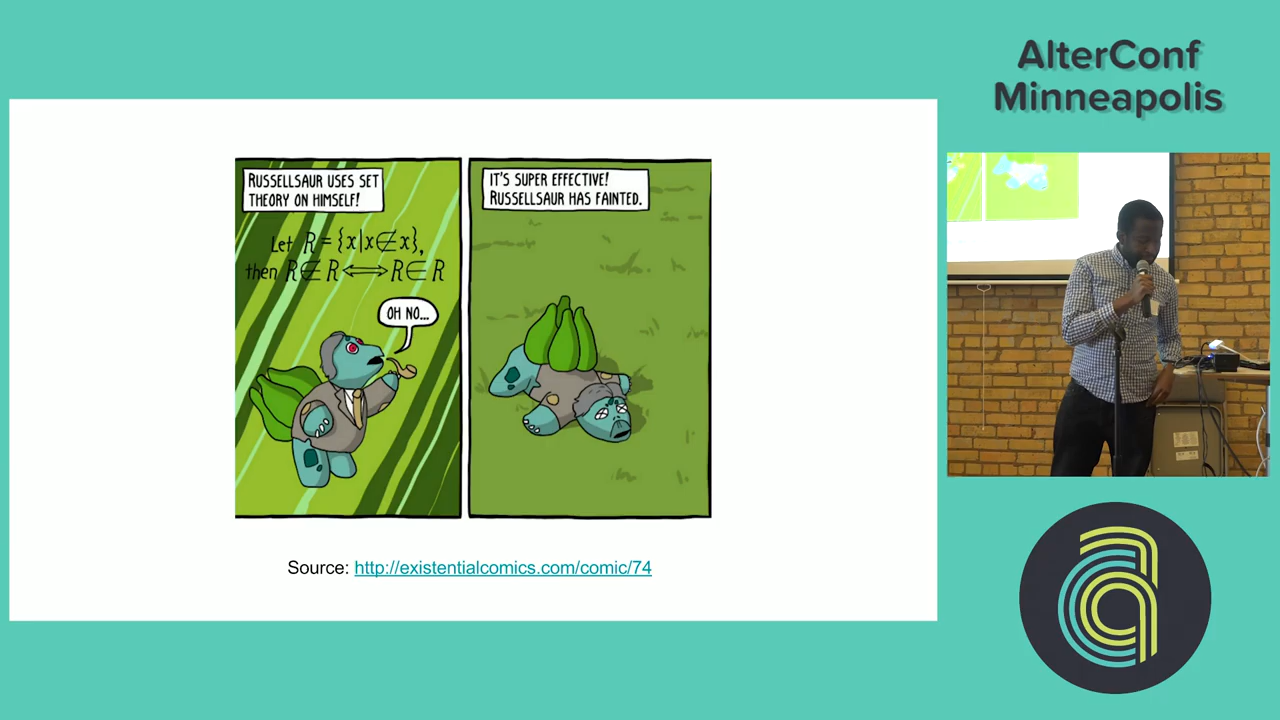 AlterConf
Minneapolis
RUSSELLSAUR USES SET
THEORY ON HIMSELF!
Let R = {x|x∉x},
then R∉R⟺R∈R
OH NO...
IT'S SUPER EFFECTIVE!
RUSSELLSAUR HAS FAINTED.
Source: http://existentialcomics.com/comic/74